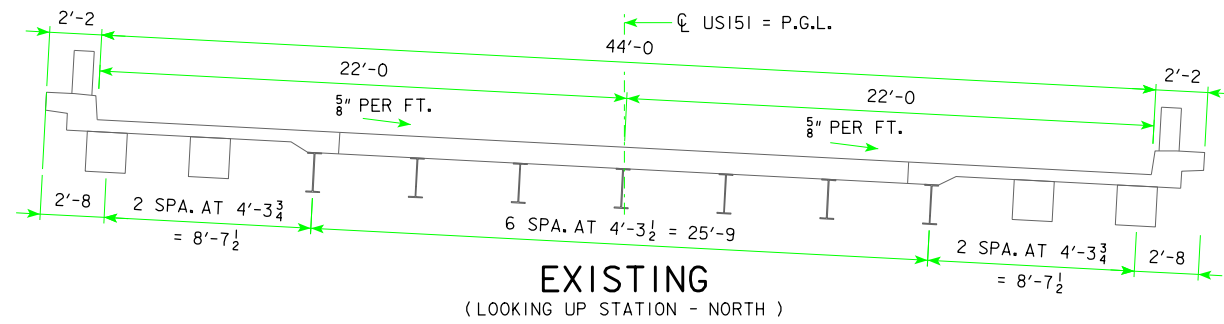 2'-2
℄ US151 = P.G.L.
44'-0
2'-2
22'-0
22'-0
5/8" PER FT.
5/8" PER FT.
2'-8
2 SPA. AT 4'-3 3/4
= 8'-7 1/2
6 SPA. AT 4'-3 1/2 = 25'-9
2 SPA. AT 4'-3 3/4
= 8'-7 1/2
2'-8
EXISTING
( LOOKING UP STATION - NORTH )